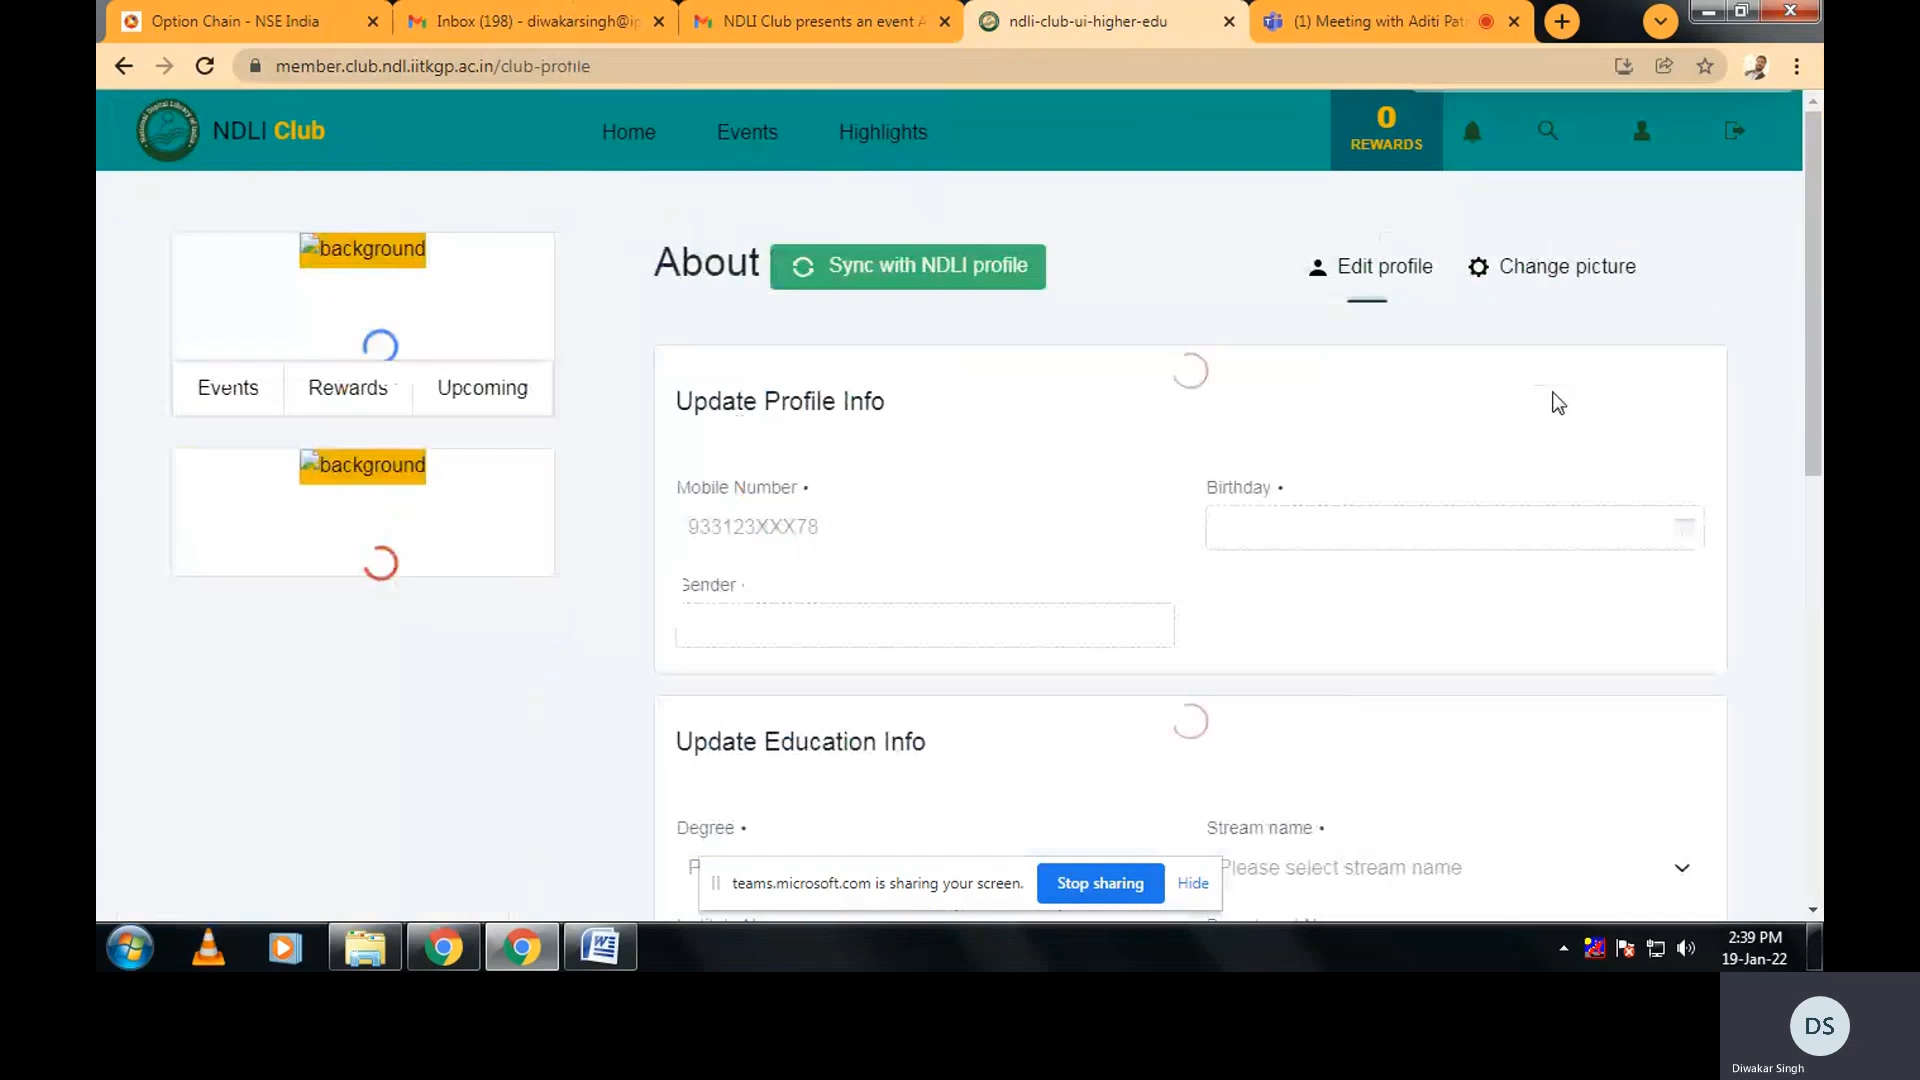 Option Chain - NSE India
Inbox (198) - diwakarsingh@ip
NDLI Club presents an event A
ndli-club-ui-higher-edu
(1) Meeting with Aditi Pat
member.club.ndl.iitkgp.ac.in/club-profile
NDLI Club
Home
Events
Highlights
0
REWARDS
background
About
Sync with NDLI profile
Edit profile
Change picture
Events
Rewards
Upcoming
background
Update Profile Info
Mobile Number •
Birthday •
933123XXX78
Gender •
Update Education Info
Degree •
Stream name •
Please select stream name
teams.microsoft.com is sharing your screen.
Stop sharing
Hide
2:39 PM
19-Jan-22
DS
Diwakar Singh